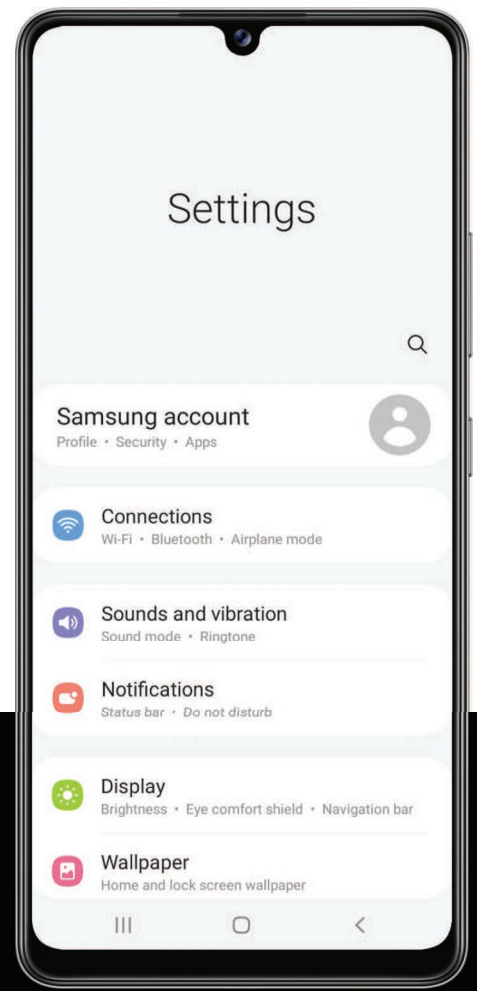 Settings
Samsung account
Profile • Security • Apps
Connections
Wi-Fi • Bluetooth • Airplane mode
Sounds and vibration
Sound mode • Ringtone
Notifications
Status bar • Do not disturb
Display
Brightness • Eye comfort shield • Navigation bar
Wallpaper
Home and lock screen wallpaper